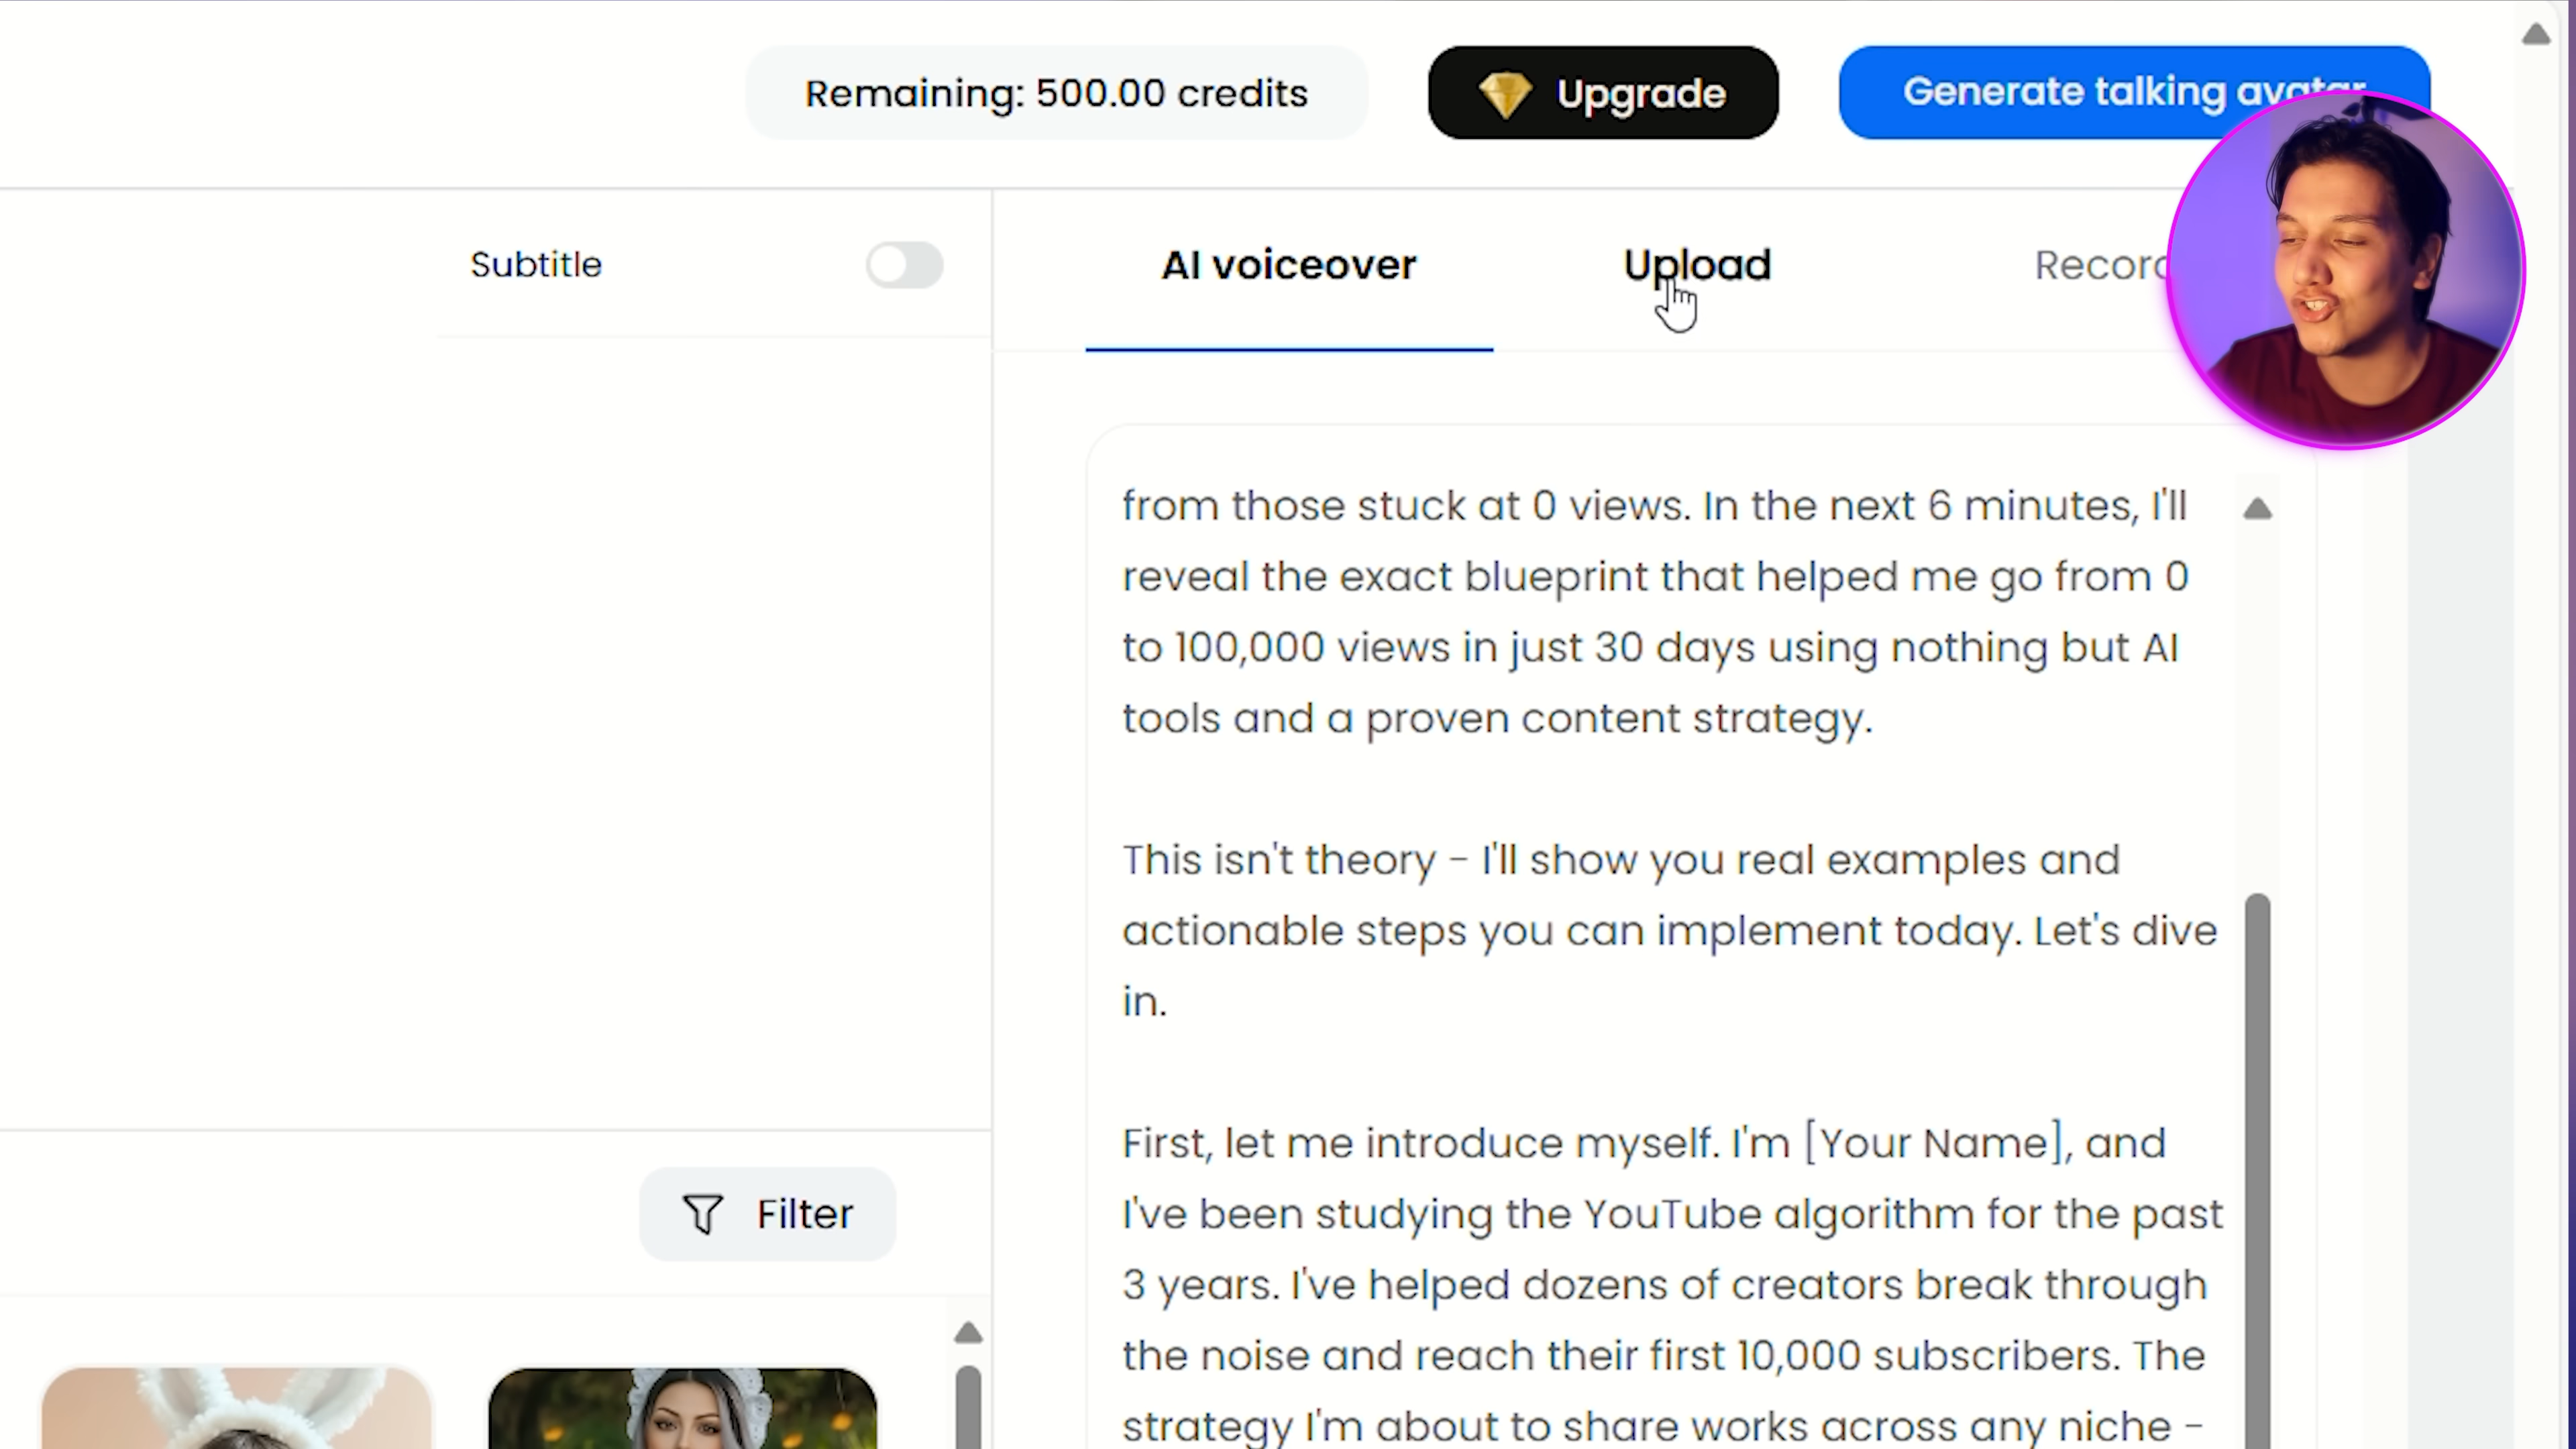 Remaining: 500.00 credits
Upgrade
Generate talking avatar
Subtitle
AI voiceover
Upload
from those stuck at 0 views. In the next 6 minutes, I'll
reveal the exact blueprint that helped me go from 0
to 100,000 views in just 30 days using nothing but AI
tools and a proven content strategy.
This isn't theory - I'll show you real examples and
actionable steps you can implement today. Let's dive
in.
First, let me introduce myself. I'm [Your Name], and
I've been studying the YouTube algorithm for the past
3 years. I've helped dozens of creators break through
the noise and reach their first 10,000 subscribers. The
strategy I'm about to share works across any niche -
Filter